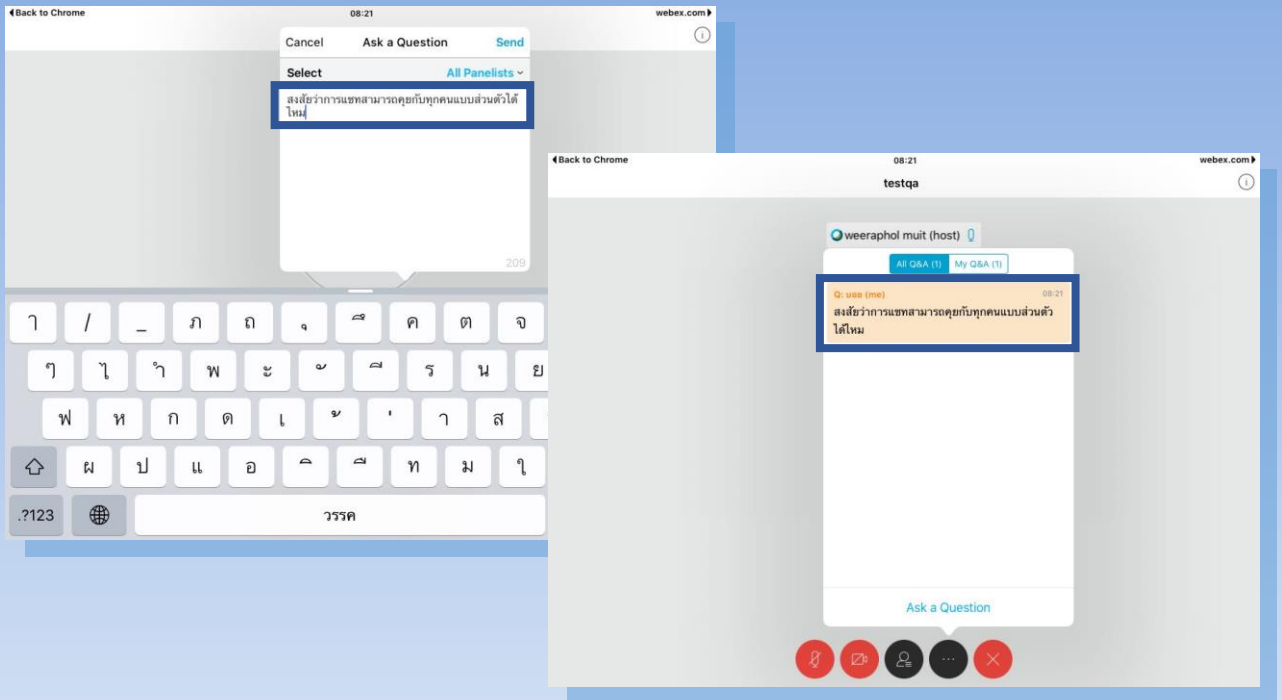 Back to Chrome
08:21
webex.com
Cancel
Ask a Question
Send
Select
All Panelists
สงสัยว่าการแชทสามารถคุยกับทุกคนแบบส่วนตัวได้
ไหม
209
ๅ / _ ภ ถ ุ ึ ค ต จ
ๆ ไ ำ พ ะ ั ี ร น ย
ฟ ห ก ด เ ้ ่ า ส
ผ ป แ อ ิ ื ท ม ใ
.?123
วรรค
Back to Chrome
08:21
webex.com
testqa
weeraphol muit (host)
All Q&A (1)
My Q&A (1)
Q: บอล (me)
08:21
สงสัยว่าการแชทสามารถคุยกับทุกคนแบบส่วนตัว
ได้ไหม
Ask a Question